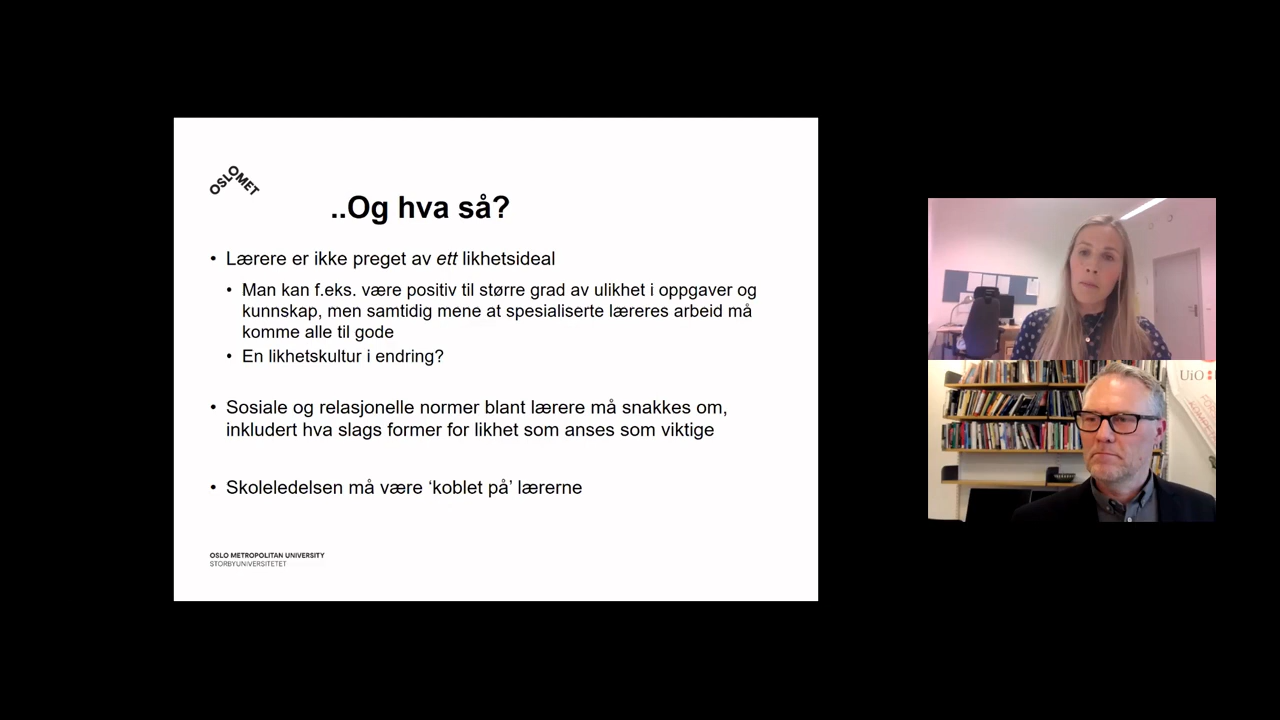 OSLOMET
..Og hva så?
• Lærere er ikke preget av ett likhetsideal
• Man kan f.eks. være positiv til større grad av ulikhet i oppgaver og
kunnskap, men samtidig mene at spesialiserte læreres arbeid må
komme alle til gode
• En likhetskultur i endring?
• Sosiale og relasjonelle normer blant lærere må snakkes om,
inkludert hva slags former for likhet som anses som viktige
• Skoleledelsen må være ‘koblet på’ lærerne
OSLO METROPOLITAN UNIVERSITY
STORBYUNIVERSITETET
UiO